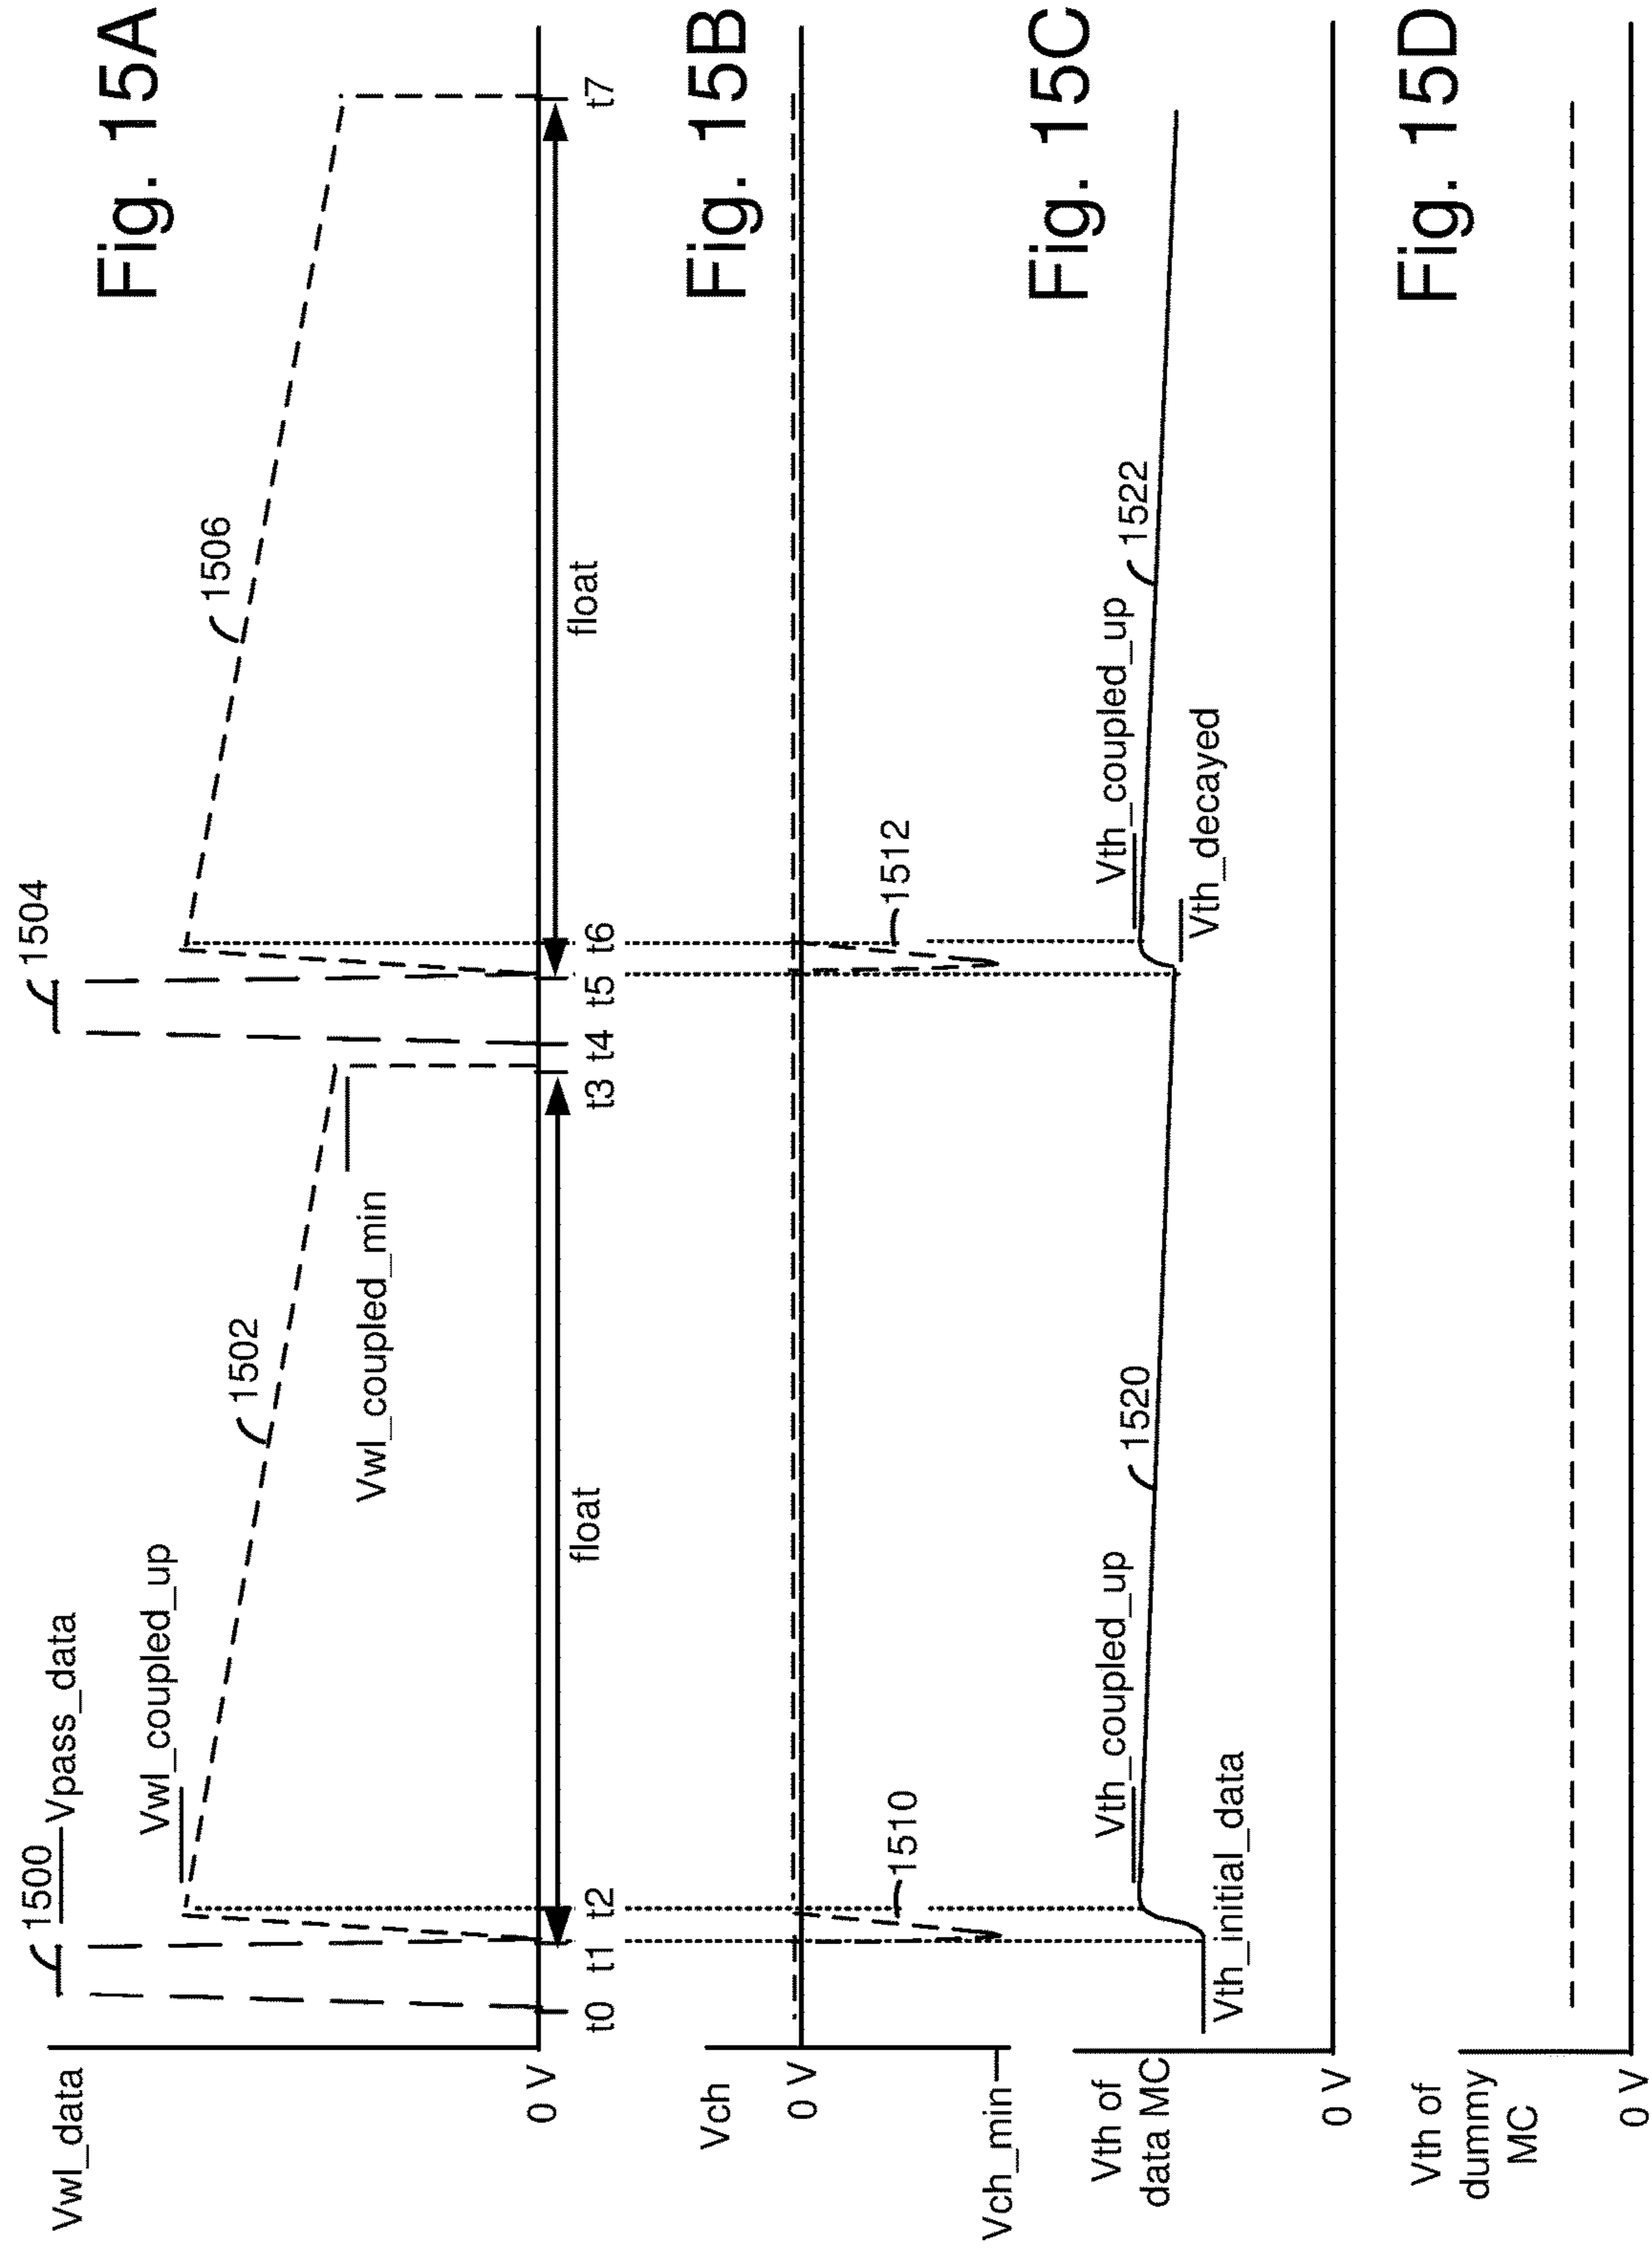 Fig. 15A
Vwl_data
0 V
1500
Vpass_data
Vwl_coupled_up
1502
Vwl_coupled_min
1504
1506
float
float
t0
t1
t2
t3
t4
t5
t6
t7
Fig. 15B
Vch
0 V
Vch_min
1510
1512
Fig. 15C
Vth of
data MC
0 V
Vth_initial_data
Vth_coupled_up
1520
Vth_coupled_up
Vth_decayed
1522
Fig. 15D
Vth of
dummy
MC
0 V